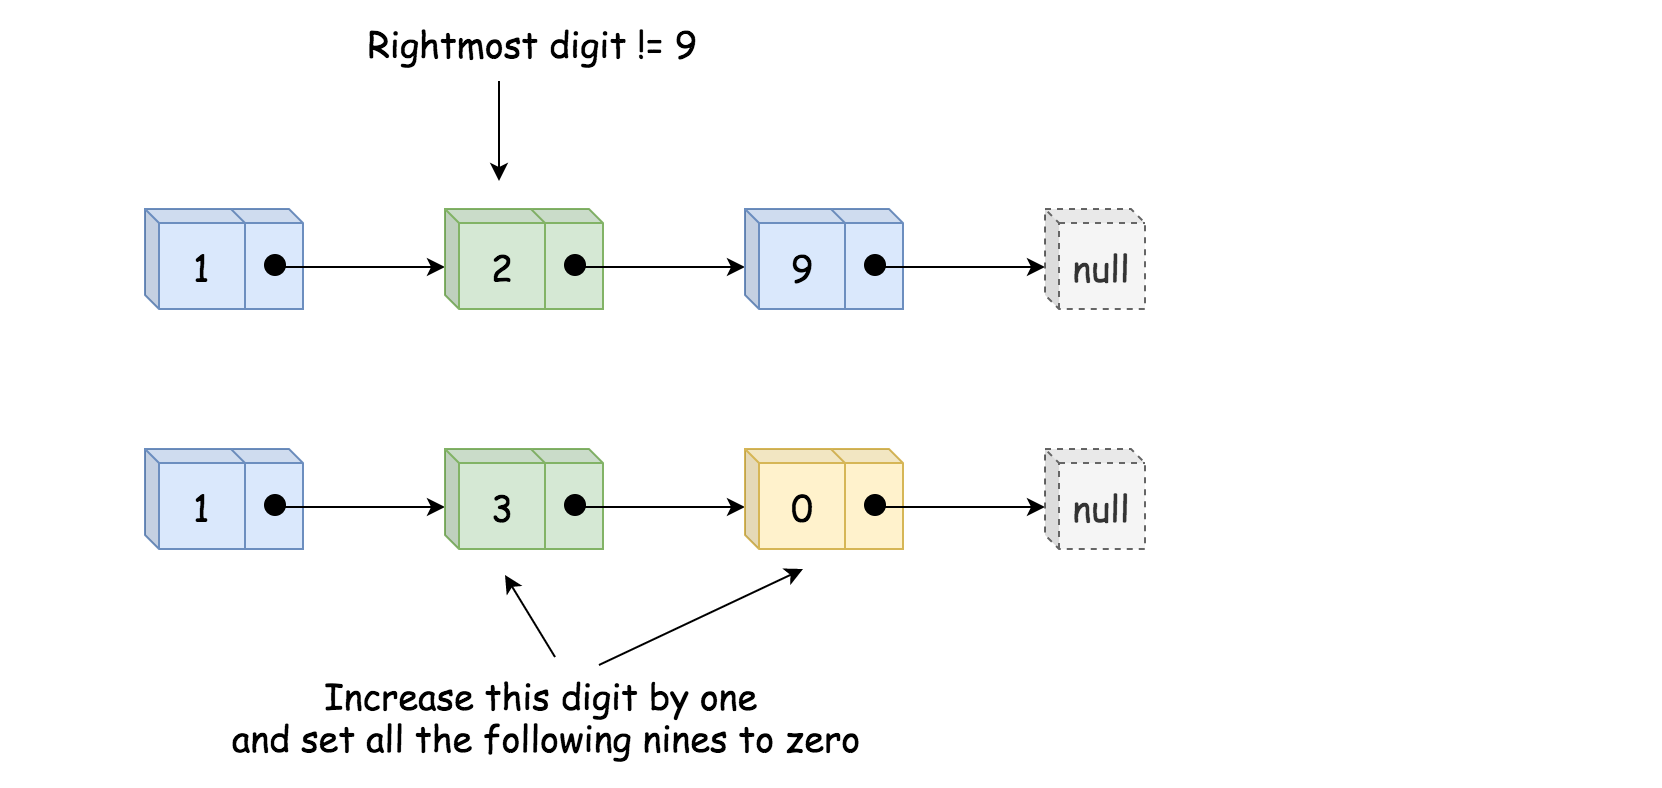 Rightmost digit != 9
1 2 9 null
1 3 0 null
Increase this digit by one
and set all the following nines to zero